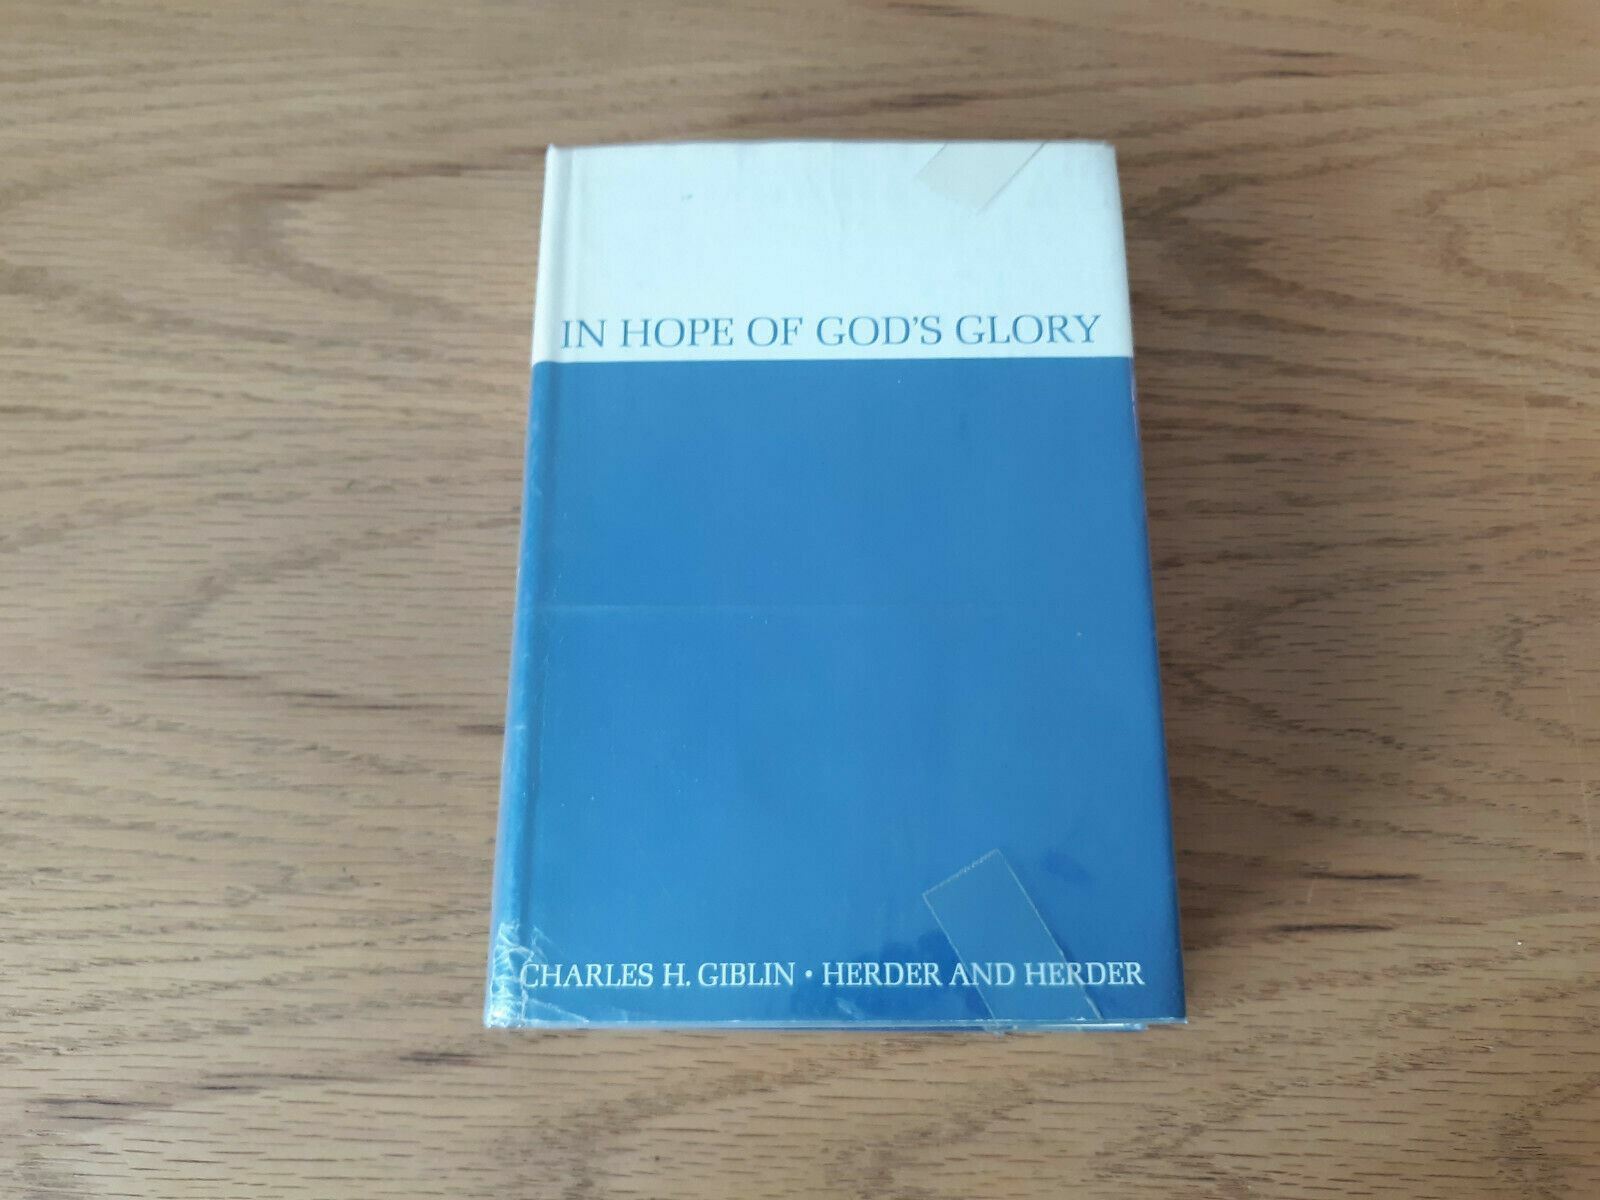 IN HOPE OF GOD'S GLORY
CHARLES H. GIBLIN • HERDER AND HERDER